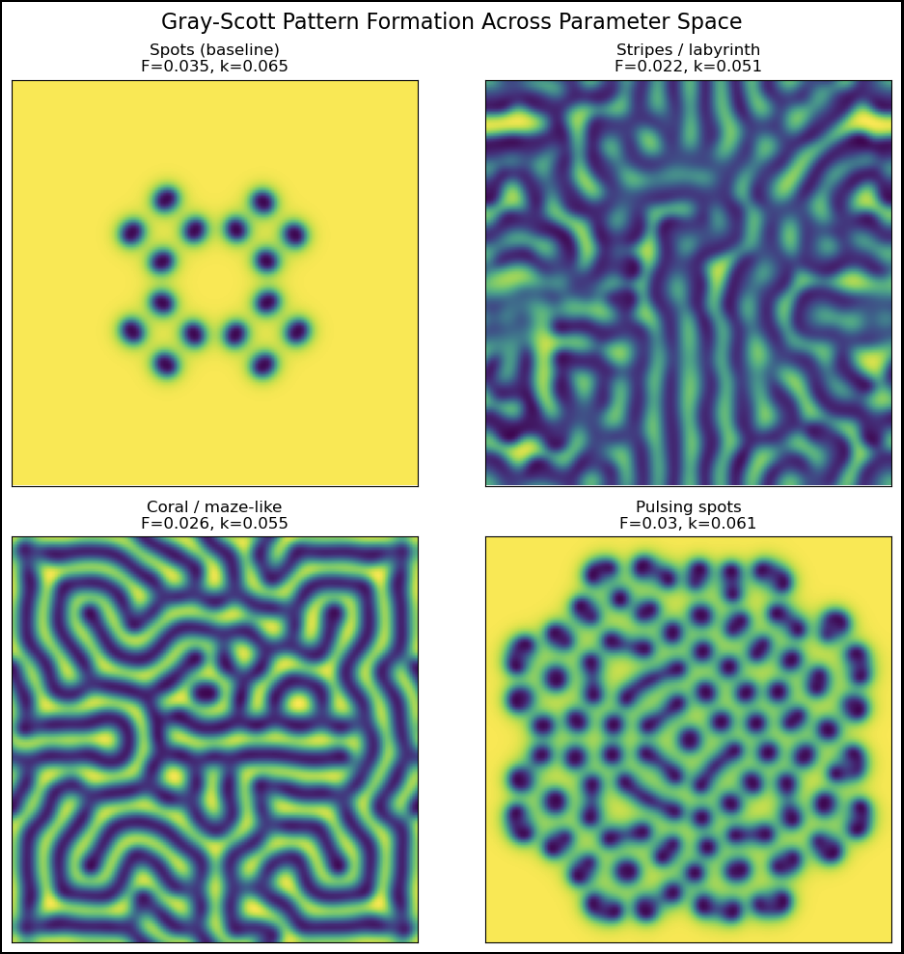 Gray-Scott Pattern Formation Across Parameter Space
Spots (baseline)
F=0.035, k=0.065
Stripes / labyrinth
F=0.022, k=0.051
Coral / maze-like
F=0.026, k=0.055
Pulsing spots
F=0.03, k=0.061